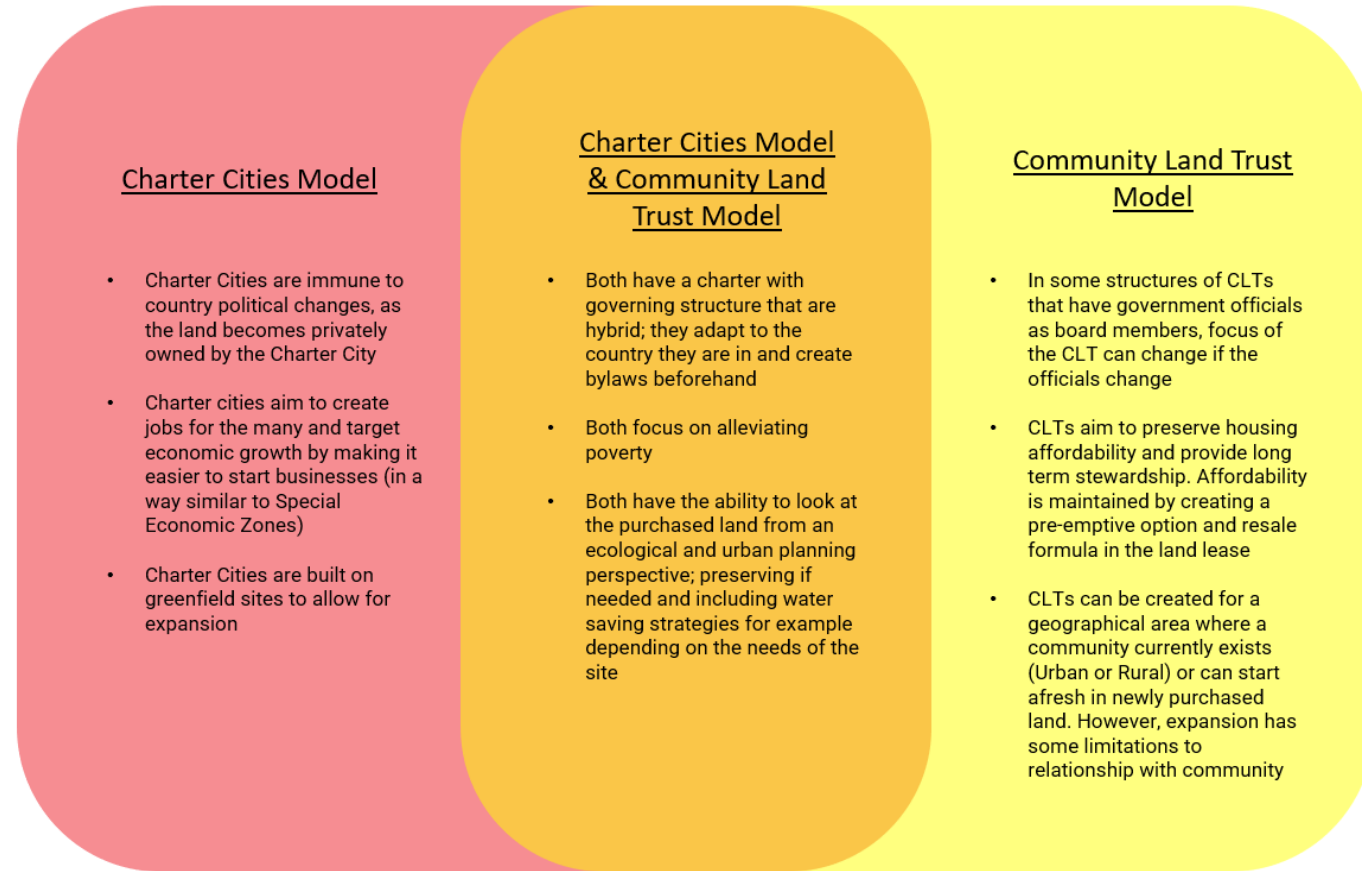 Charter Cities Model
• Charter Cities are immune to
country political changes, as
the land becomes privately
owned by the Charter City
• Charter cities aim to create
jobs for the many and target
economic growth by making it
easier to start businesses (in a
way similar to Special
Economic Zones)
• Charter Cities are built on
greenfield sites to allow for
expansion
Charter Cities Model
& Community Land
Trust Model
• Both have a charter with
governing structure that are
hybrid; they adapt to the
country they are in and create
bylaws beforehand
• Both focus on alleviating
poverty
• Both have the ability to look at
the purchased land from an
ecological and urban planning
perspective; preserving if
needed and including water
saving strategies for example
depending on the needs of the
site
Community Land Trust
Model
• In some structures of CLTs
that have government officials
as board members, focus of
the CLT can change if the
officials change
• CLTs aim to preserve housing
affordability and provide long
term stewardship. Affordability
is maintained by creating a
pre-emptive option and resale
formula in the land lease
• CLTs can be created for a
geographical area where a
community currently exists
(Urban or Rural) or can start
afresh in newly purchased
land. However, expansion has
some limitations to
relationship with community